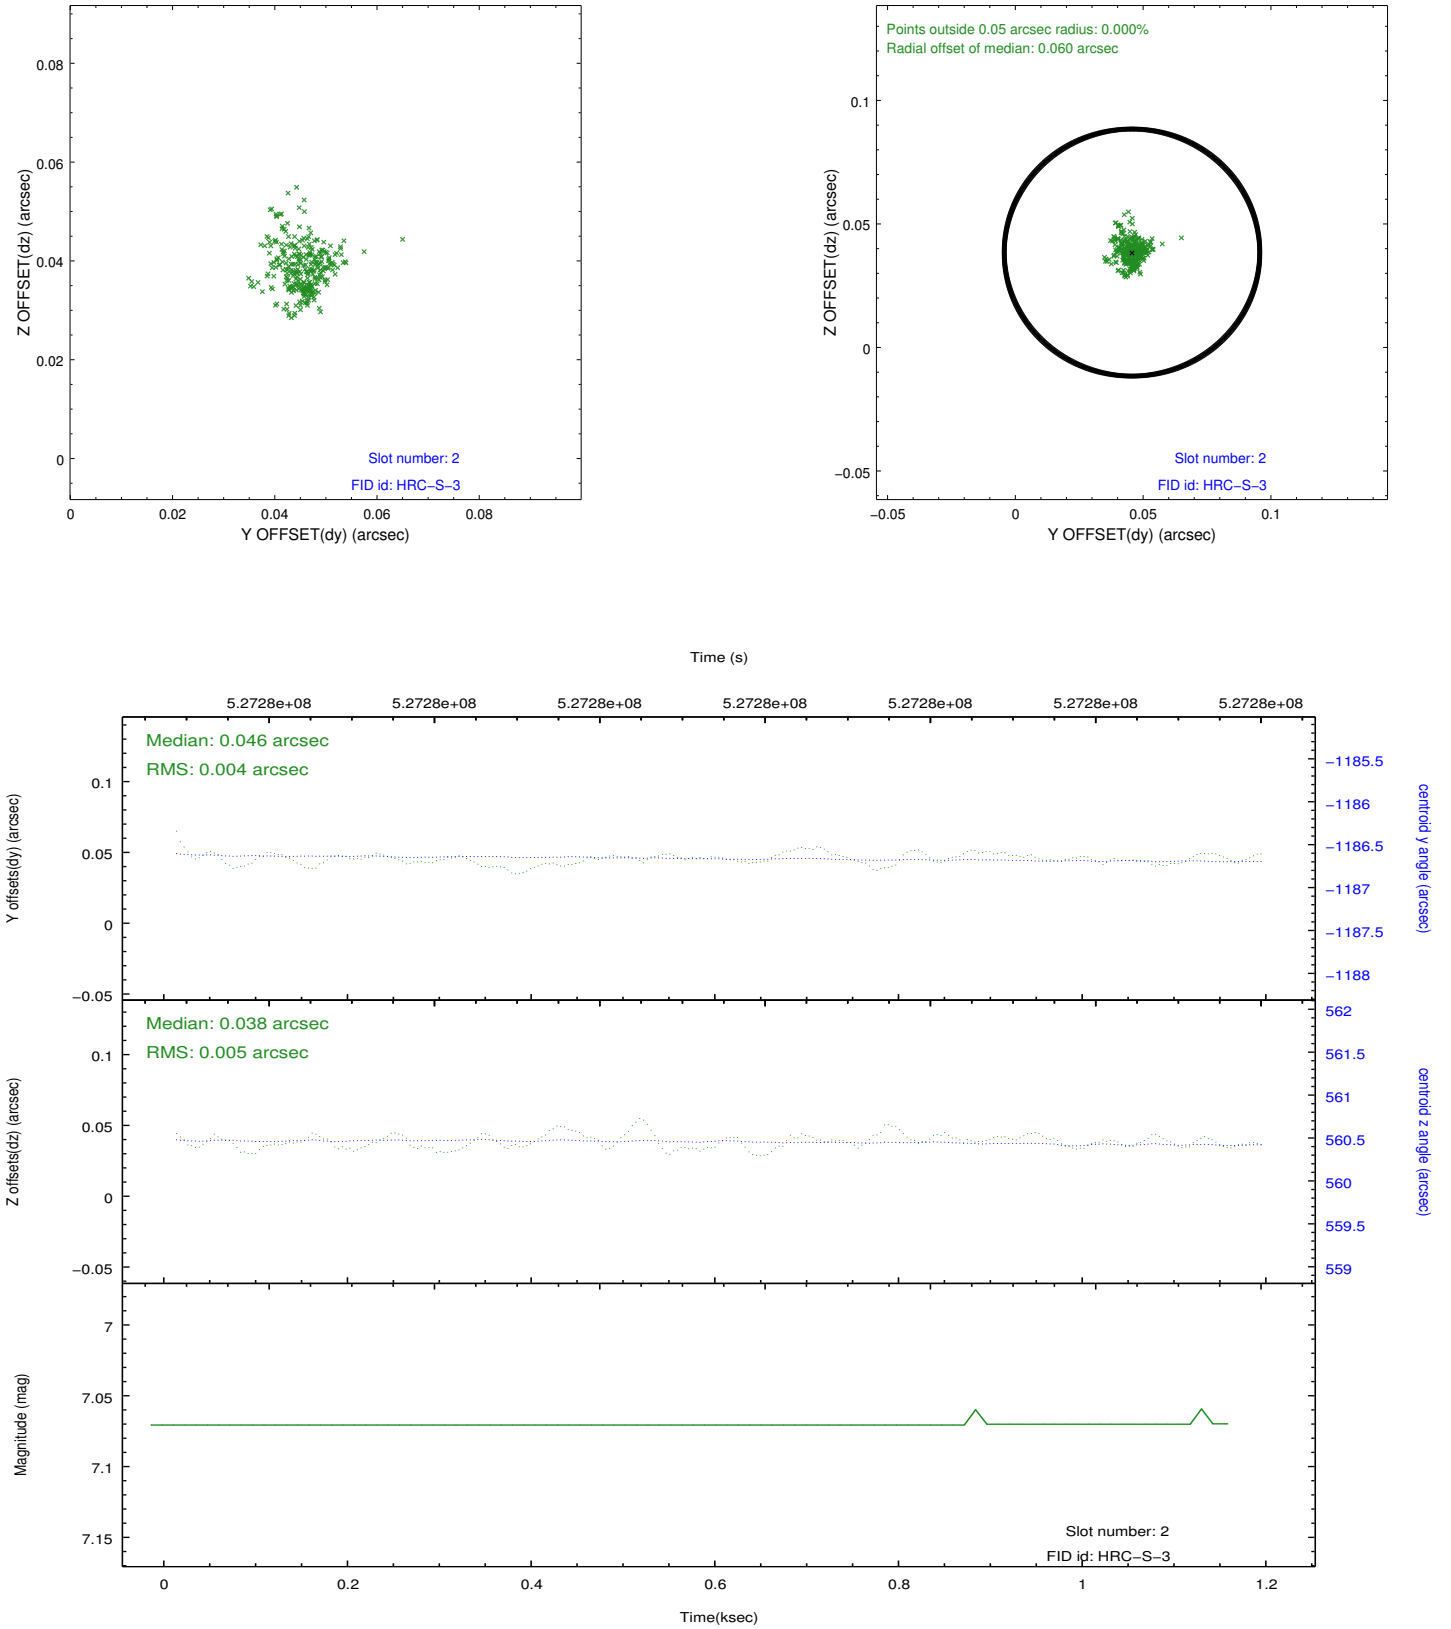 0.08
0.06
0.04
0.02
0
Z OFFSET(dz) (arcsec)
Slot number: 2
FID id: HRC-S-3
0 0.02 0.04 0.06 0.08
Y OFFSET(dy) (arcsec)
Points outside 0.05 arcsec radius: 0.000%
Radial offset of median: 0.060 arcsec
0.1
0.05
0
-0.05
Z OFFSET(dz) (arcsec)
Slot number: 2
FID id: HRC-S-3
-0.05 0 0.05 0.1
Y OFFSET(dy) (arcsec)
Time (s)
5.2728e+08 5.2728e+08 5.2728e+08 5.2728e+08 5.2728e+08 5.2728e+08 5.2728e+08
Median: 0.046 arcsec
RMS: 0.004 arcsec
0.1
0.05
0
-0.05
Y offsets(dy) (arcsec)
-1185.5
-1186
-1186.5
-1187
-1187.5
-1188
centroid y angle (arcsec)
Median: 0.038 arcsec
RMS: 0.005 arcsec
0.1
0.05
0
-0.05
Z offsets(dz) (arcsec)
562
561.5
561
560.5
560
559.5
559
centroid z angle (arcsec)
7
7.05
7.1
7.15
Magnitude (mag)
Slot number: 2
FID id: HRC-S-3
0 0.2 0.4 0.6 0.8 1 1.2
Time(ksec)